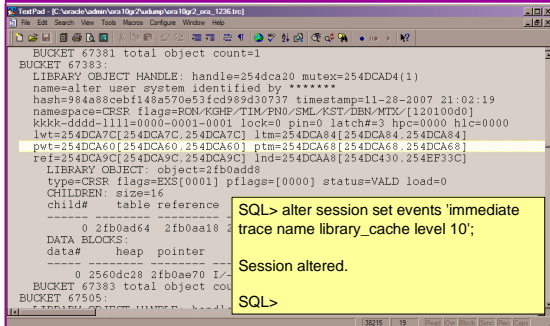 TextPad - [C:\oracle\admin\ora10gr2\udump\ora10gr2_ora_1236.trc]
File Edit Search View Tools Macros Configure Window Help
BUCKET 67381 total object count=1
BUCKET 67383:
LIBRARY OBJECT HANDLE: handle=254dca20 mutex=254DCAD4(1)
name=alter user system identified by *******
hash=984a88cebf148a570e53fcd989d30737 timestamp=11-28-2007 21:02:19
namespace=CRSR flags=RON/KGHP/TIM/PN0/SML/KST/DBN/MTX/[120100d0]
kkkk-dddd-llll=0000-0001-0001 lock=0 pin=0 latch#=3 hpc=0000 hlc=0000
lwt=254DCA7C[254DCA7C,254DCA7C] ltm=254DCA84[254DCA84,254DCA84]
pwt=254DCA60[254DCA60,254DCA60] ptm=254DCA68[254DCA68,254DCA68]
ref=254DCA9C[254DCA9C,254DCA9C] lnd=254DCAA8[254DC430,254EF33C]
LIBRARY OBJECT: object=2fb0add8
type=CRSR flags=EXS[0001] pflags=[0000] status=VALD load=0
CHILDREN: size=16
child# table reference
------ -------- ---------
0 2fb0ad64 2fb0aa18 2
DATA BLOCKS:
data# heap pointer
----- -------- --------
0 2560dc28 2fb0ae70 I/-
BUCKET 67383 total object cou
BUCKET 67505:
SQL> alter session set events 'immediate
trace name library_cache level 10';
Session altered.
SQL>
38215 19 Read Ovr Block Sync Rec Caps